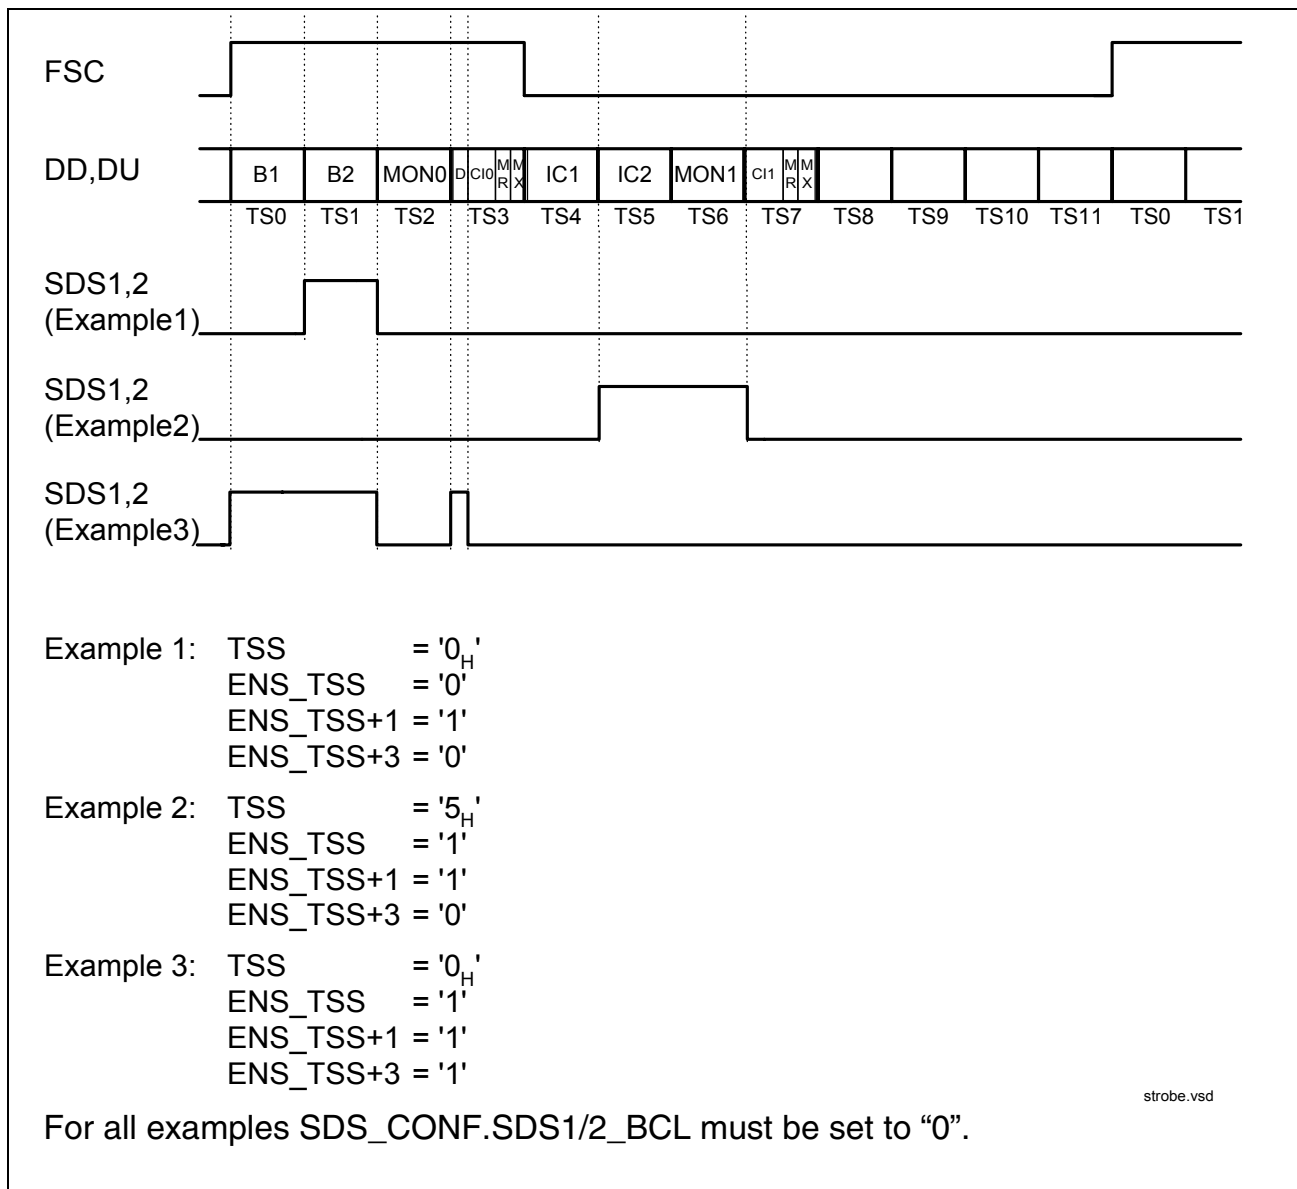 FSC
DD,DU B1 B2 MON0 D CI0 MR MX IC1 IC2 MON1 CI1 MR MX
TS0 TS1 TS2 TS3 TS4 TS5 TS6 TS7 TS8 TS9 TS10 TS11 TS0 TS1
SDS1,2
(Example1)
SDS1,2
(Example2)
SDS1,2
(Example3)
Example 1: TSS = '0H'
ENS_TSS = '0'
ENS_TSS+1 = '1'
ENS_TSS+3 = '0'
Example 2: TSS = '5H'
ENS_TSS = '1'
ENS_TSS+1 = '1'
ENS_TSS+3 = '0'
Example 3: TSS = '0H'
ENS_TSS = '1'
ENS_TSS+1 = '1'
ENS_TSS+3 = '1'
strobe.vsd
For all examples SDS_CONF.SDS1/2_BCL must be set to “0”.